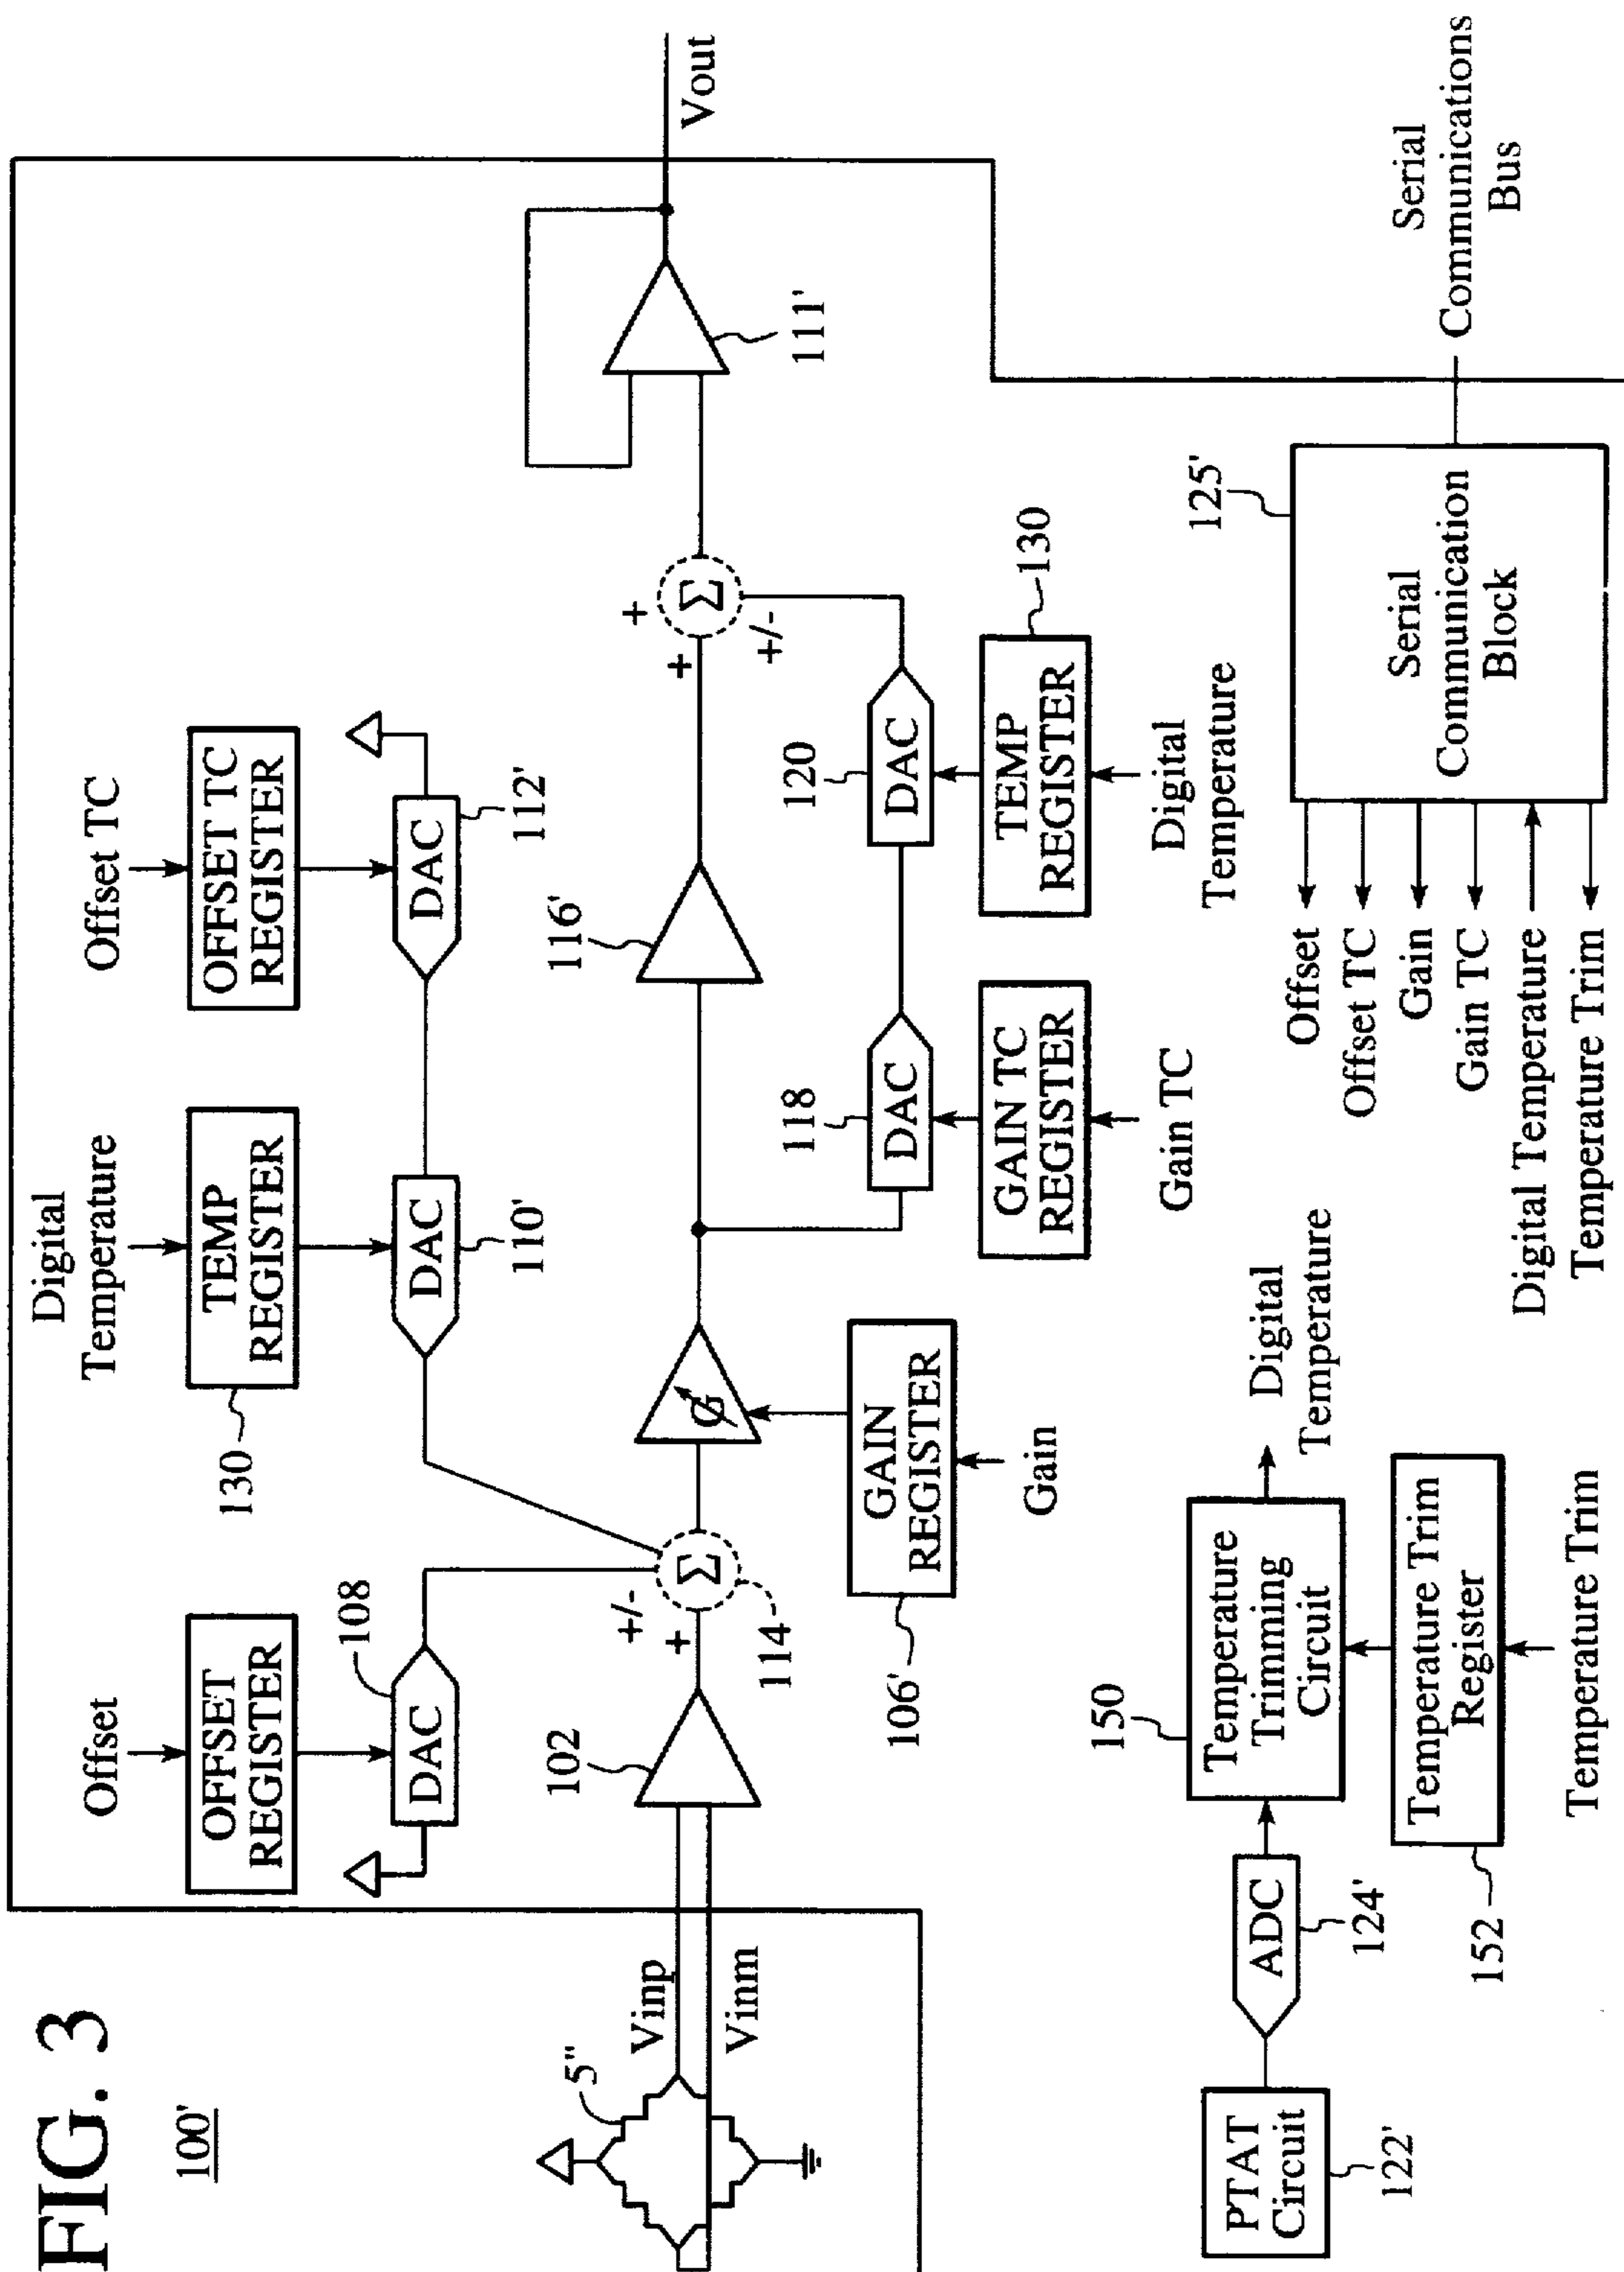 FIG. 3
100'
Offset
OFFSET
REGISTER
DAC
108
Digital
Temperature
TEMP
REGISTER
130
DAC
110'
Offset TC
OFFSET TC
REGISTER
DAC
112'
5"
Vinp
Vinm
102
+/-
+
Σ
114
G
GAIN
REGISTER
106'
Gain
116'
118
DAC
GAIN TC
REGISTER
Gain TC
120
DAC
TEMP
REGISTER
130
Digital
Temperature
+
+
+/-
Σ
111'
Vout
PTAT
Circuit
122'
ADC
124'
150
Temperature
Trimming
Circuit
Digital
Temperature
Temperature Trim
Register
152
Temperature Trim
Offset
Offset TC
Gain
Gain TC
Digital Temperature
Temperature Trim
125'
Serial
Communication
Block
Serial
Communications
Bus